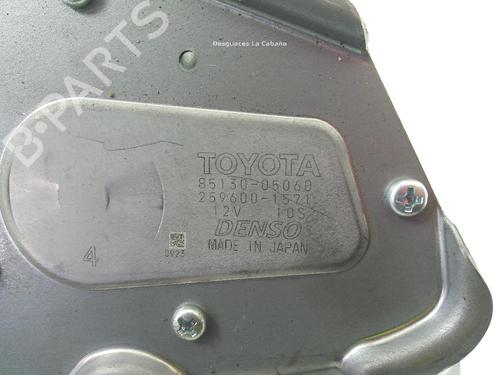 Desguaces La Cabaña
B-PARTS
TOYOTA
85130-05060
259600-1571
12V 10S
DENSO
MADE IN JAPAN
0923
4